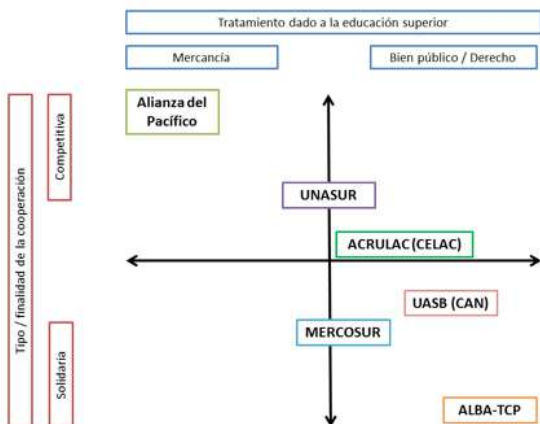 Tratamiento dado a la educación superior
Mercancía
Bien público / Derecho
Tipo / finalidad de la cooperación
Competitiva
Solidaria
Alianza del
Pacífico
UNASUR
ACRULAC (CELAC)
UASB (CAN)
MERCOSUR
ALBA-TCP